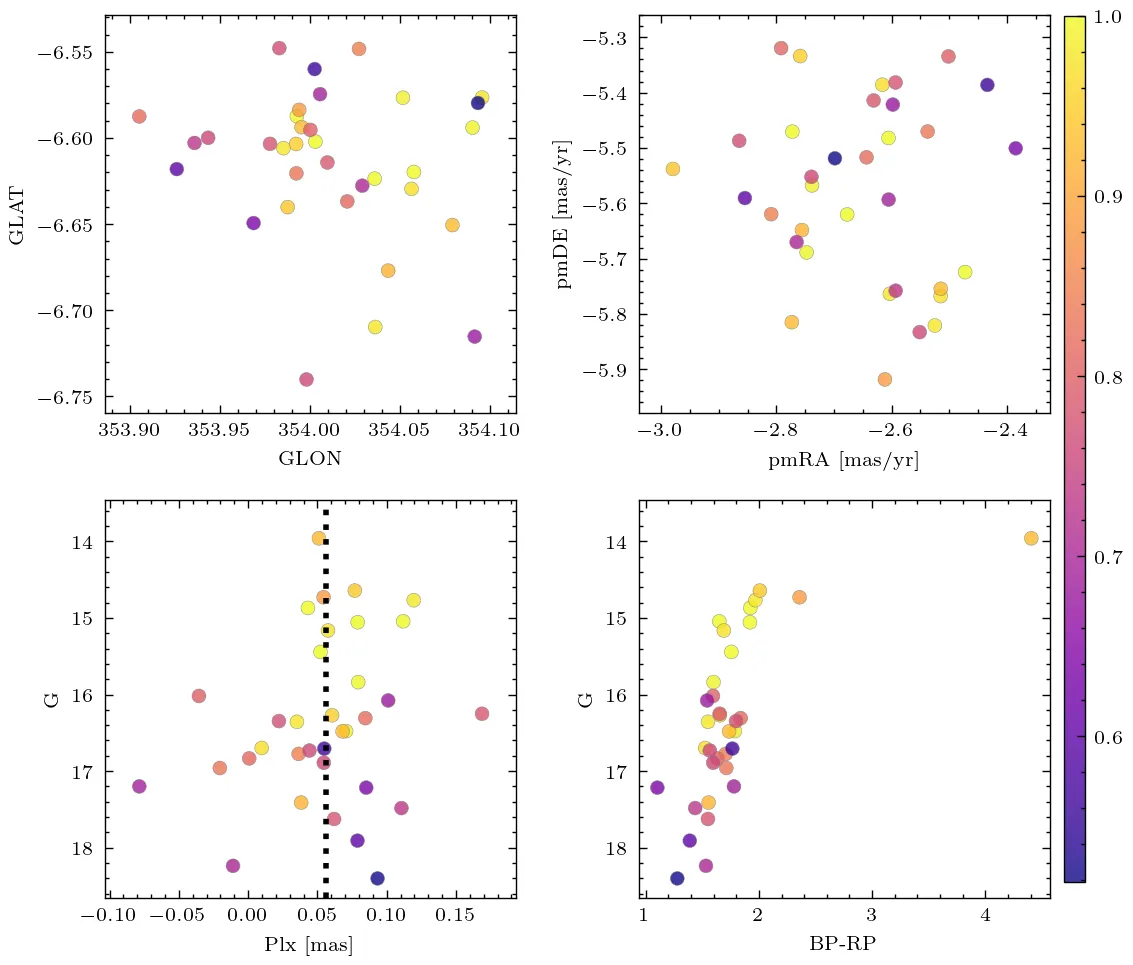 −6.55
−6.60
−6.65
−6.70
−6.75
GLAT
353.90 353.95 354.00 354.05 354.10
GLON
−5.3
−5.4
−5.5
−5.6
−5.7
−5.8
−5.9
pmDE [mas/yr]
−3.0 −2.8 −2.6 −2.4
pmRA [mas/yr]
1.0
0.9
0.8
0.7
0.6
14
15
16
17
18
G
−0.10 −0.05 0.00 0.05 0.10 0.15
Plx [mas]
14
15
16
17
18
G
1 2 3 4
BP-RP